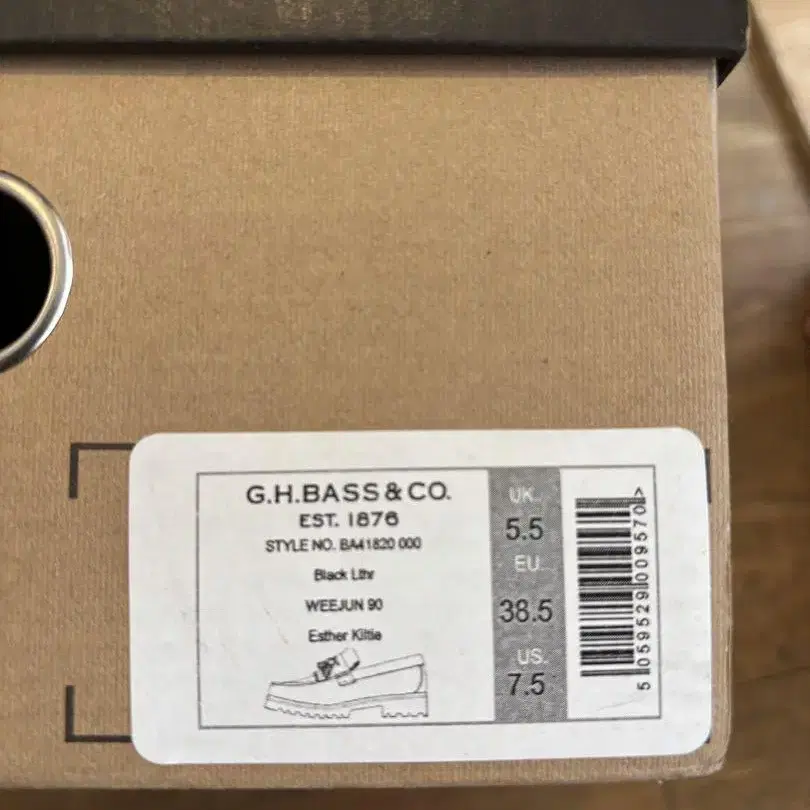 G.H.BASS & CO.
EST. 1876
STYLE NO. BA41820 000
Black Lthr
WEEJUN 90
Esther Kiltie
UK.
5.5
EU
38.5
US.
7.5
5059529009570>